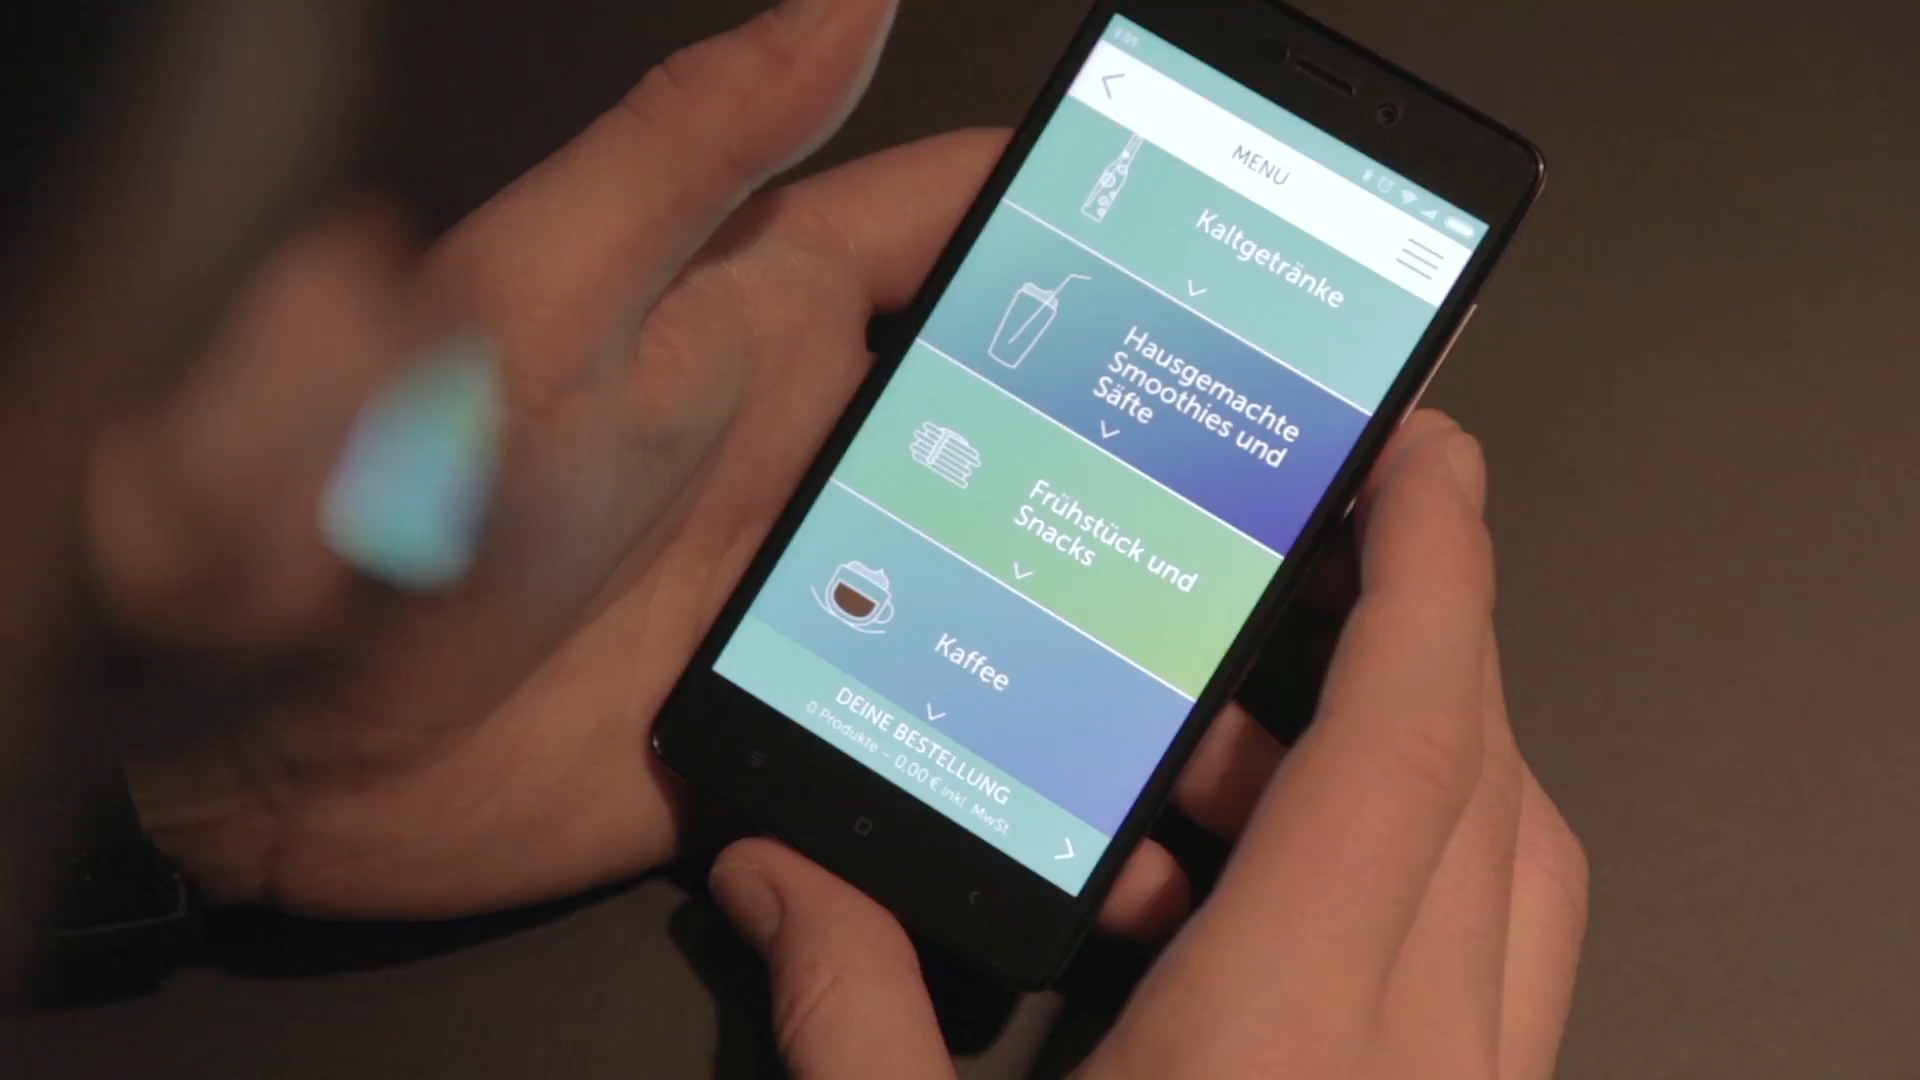 MENU
Kaltgetränke
Hausgemachte
Smoothies und
Säfte
Frühstück und
Snacks
Kaffee
DEINE BESTELLUNG
0 Produkte – 0,00 € inkl. MwSt